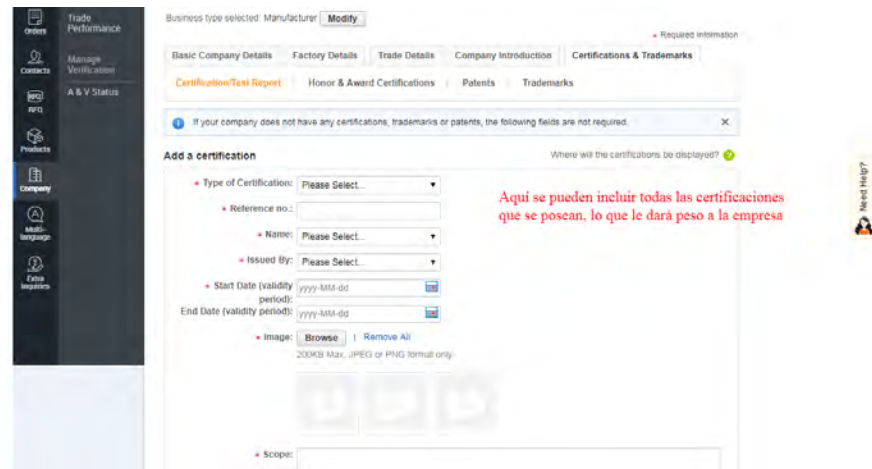 Orders
Trade
Performance
Contacts
Manage
Verification
RFQ
RFQ
A & V Status
Products
Company
Multi-
language
Extra
Inquiries
Business type selected: Manufacturer Modify
Required information
Basic Company Details Factory Details Trade Details Company Introduction Certifications & Trademarks
Certification/Test Report Honor & Award Certifications Patents Trademarks
If your company does not have any certifications, trademarks or patents, the following fields are not required.
Add a certification Where will the certifications be displayed?
* Type of Certification: Please Select...
* Reference no.:
* Name: Please Select...
* Issued By: Please Select...
* Start Date (validity
period): yyyy-MM-dd
End Date (validity period): yyyy-MM-dd
* Image: Browse | Remove All
200KB Max. JPEG or PNG format only
* Scope:
Aquí se pueden incluir todas las certificaciones
que se posean, lo que le dará peso a la empresa
Need Help?